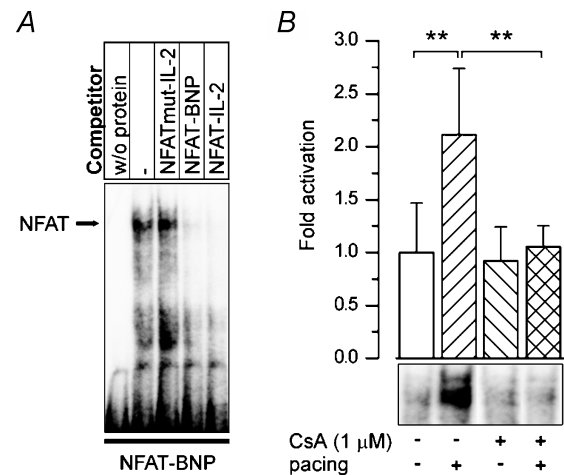 A
Competitor
w/o protein
-
NFATmut-IL-2
NFAT-BNP
NFAT-IL-2
NFAT
NFAT-BNP
B
Fold activation
3.0
2.5
2.0
1.5
1.0
0.5
0.0
** **
CsA (1 µM) - - + +
pacing - + - +